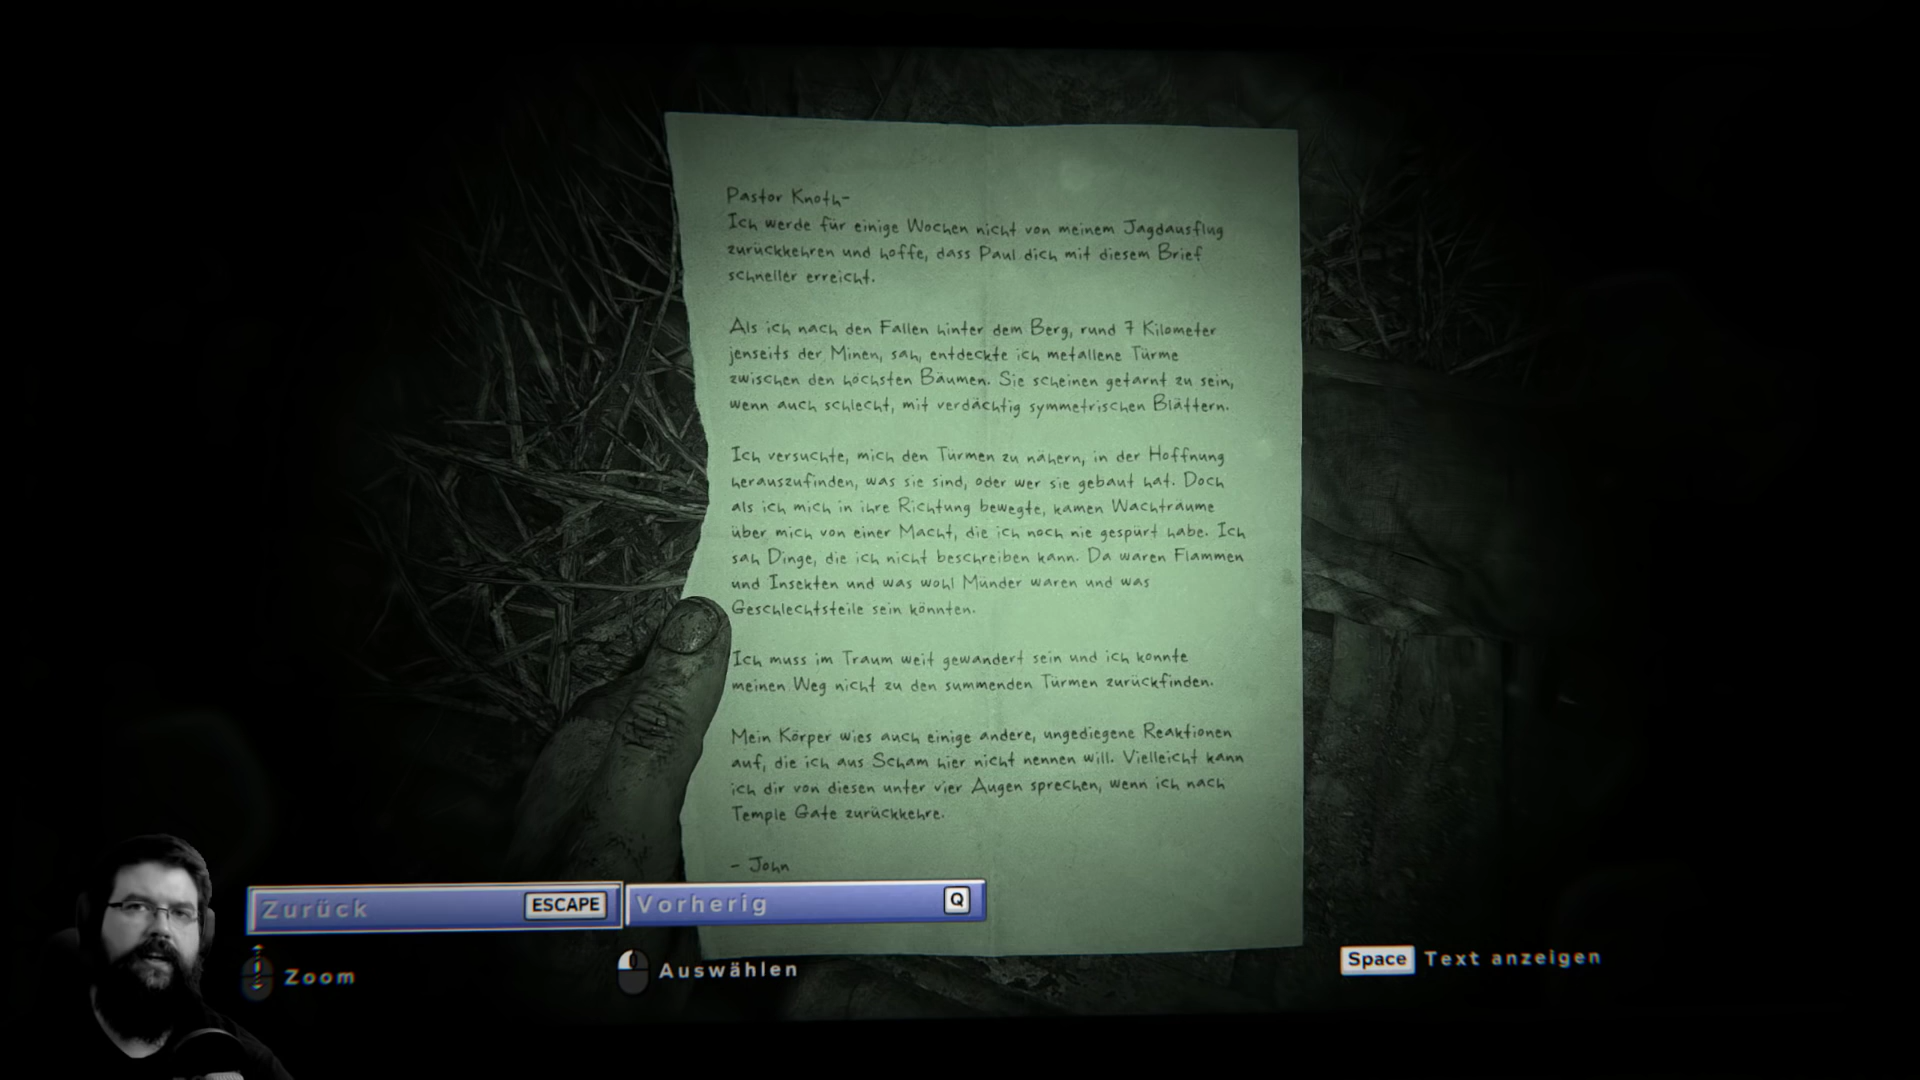 Pastor Knoth-
Ich werde für einige Wochen nicht von meinem Jagdausflug
zurückkehren und hoffe, dass Paul dich mit diesem Brief
schneller erreicht.
Als ich nach den Fallen hinter dem Berg, rund 7 Kilometer
jenseits der Minen, sah, entdeckte ich metallene Türme
zwischen den höchsten Bäumen. Sie scheinen getarnt zu sein,
wenn auch schlecht, mit verdächtig symmetrischen Blättern.
Ich versuchte, mich den Türmen zu nähern, in der Hoffnung
herauszufinden, was sie sind, oder wer sie gebaut hat. Doch
als ich mich in ihre Richtung bewegte, kamen Wachträume
über mich von einer Macht, die ich noch nie gespürt habe. Ich
sah Dinge, die ich nicht beschreiben kann. Da waren Flammen
und Insekten und was wohl Münder waren und was
Geschlechtsteile sein könnten.
Ich muss im Traum weit gewandert sein und ich konnte
meinen Weg nicht zu den summenden Türmen zurückfinden.
Mein Körper wies auch einige andere, ungediegene Reaktionen
auf, die ich aus Scham hier nicht nennen will. Vielleicht kann
ich dir von diesen unter vier Augen sprechen, wenn ich nach
Temple Gate zurückkehre.
- John
Zurück ESCAPE Vorherig Q
Zoom Auswählen Space Text anzeigen